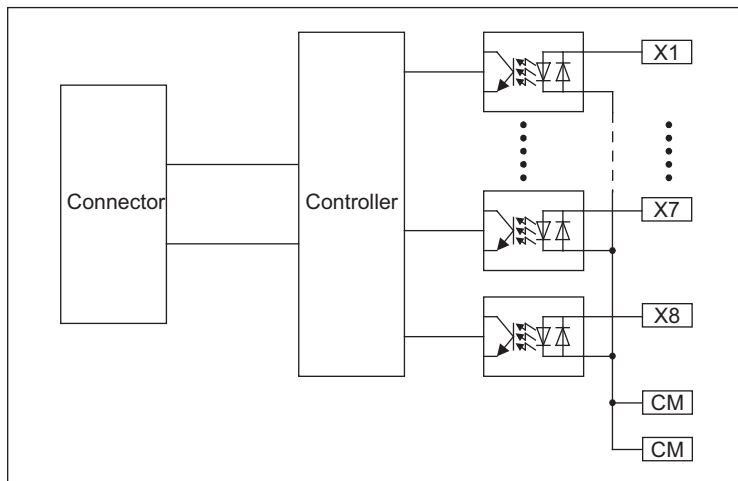 X1
Connector
Controller
X7
X8
CM
CM